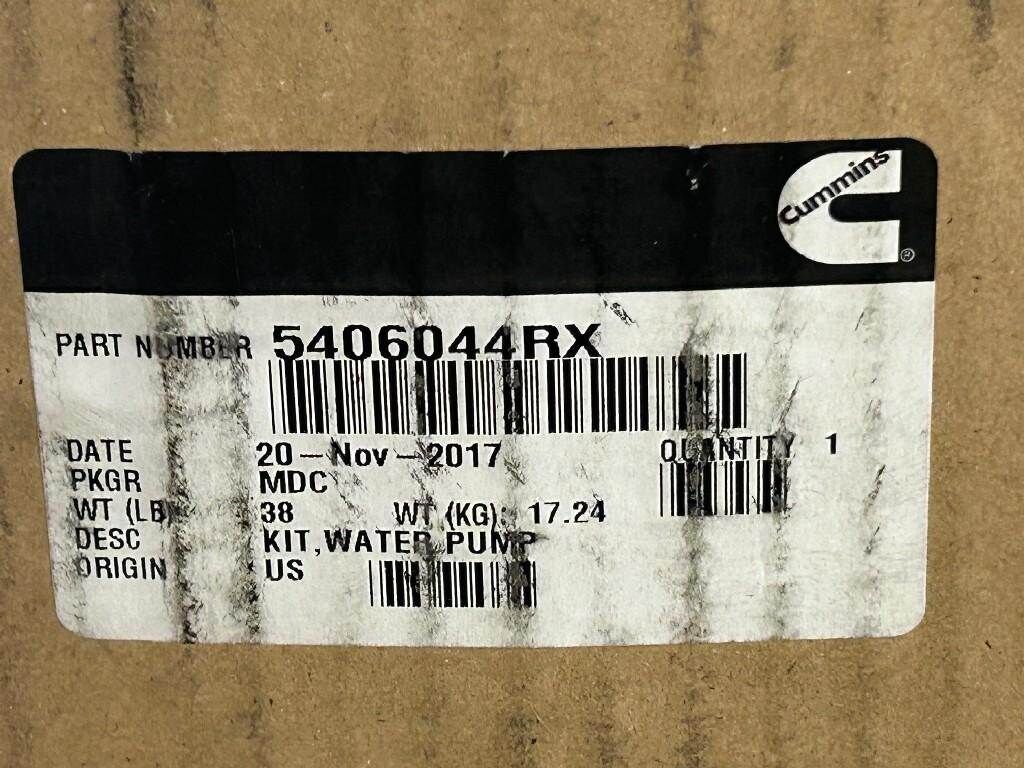 Cummins
®
PART NUMBER 5406044RX
DATE 20-Nov-2017 QUANTITY 1
PKGR MDC
WT (LB) 38 WT (KG): 17.24
DESC KIT,WATER PUMP
ORIGIN US